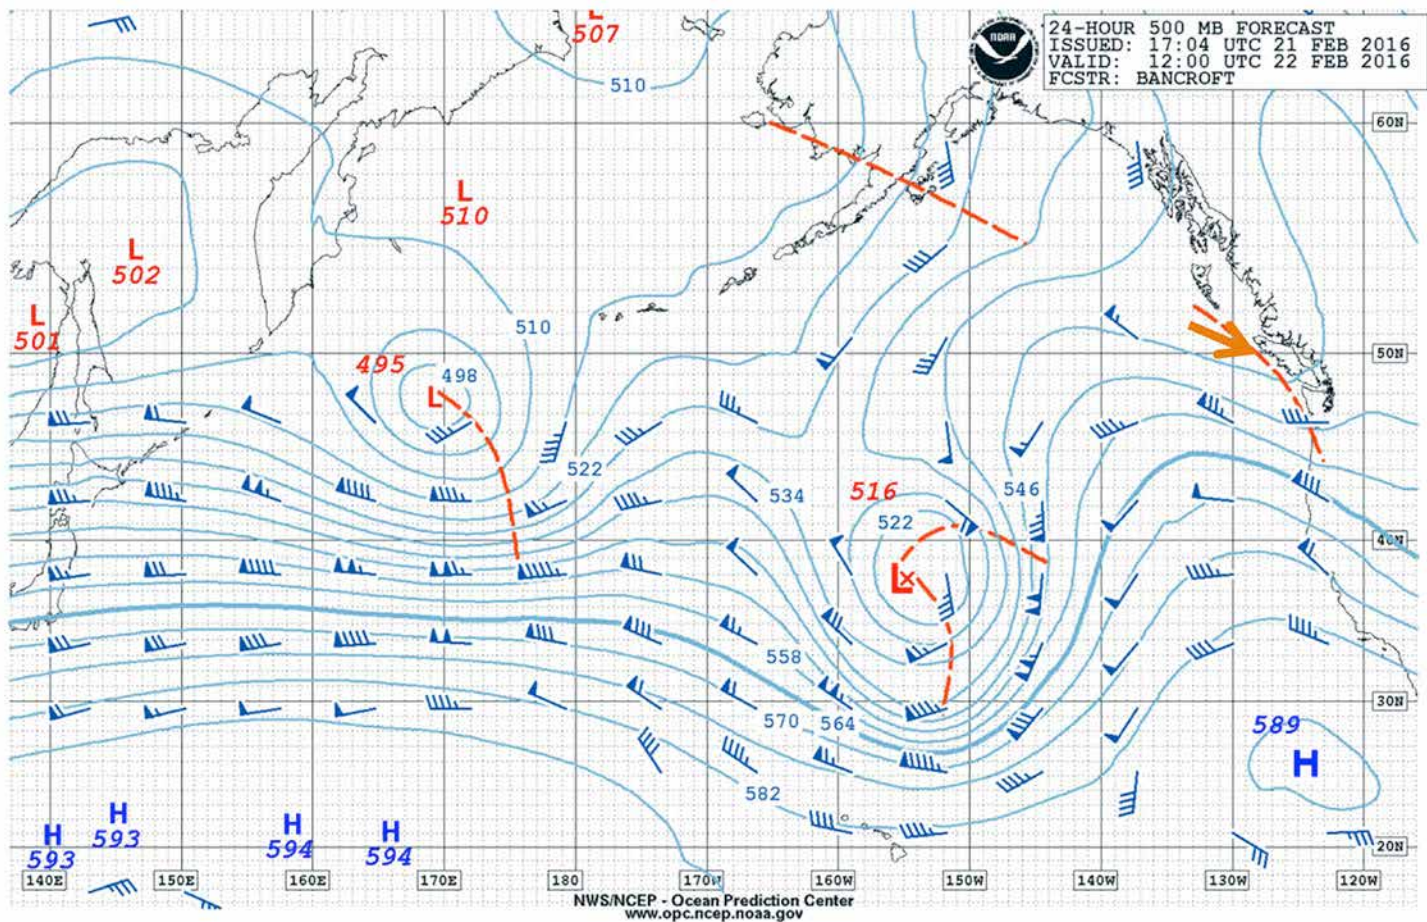 L
507
NOAA
24-HOUR 500 MB FORECAST
ISSUED: 17:04 UTC 21 FEB 2016
VALID: 12:00 UTC 22 FEB 2016
FCSTR: BANCROFT
510
60N
L
510
L
502
L
501
510
50N
495
498
L
522
534
516
546
522
40N
L
558
570
564
30N
589
H
582
H
593
H
593
H
594
H
594
20N
140E
150E
160E
170E
180
170W
160W
150W
140W
130W
120W
NWS/NCEP - Ocean Prediction Center
www.opc.ncep.noaa.gov